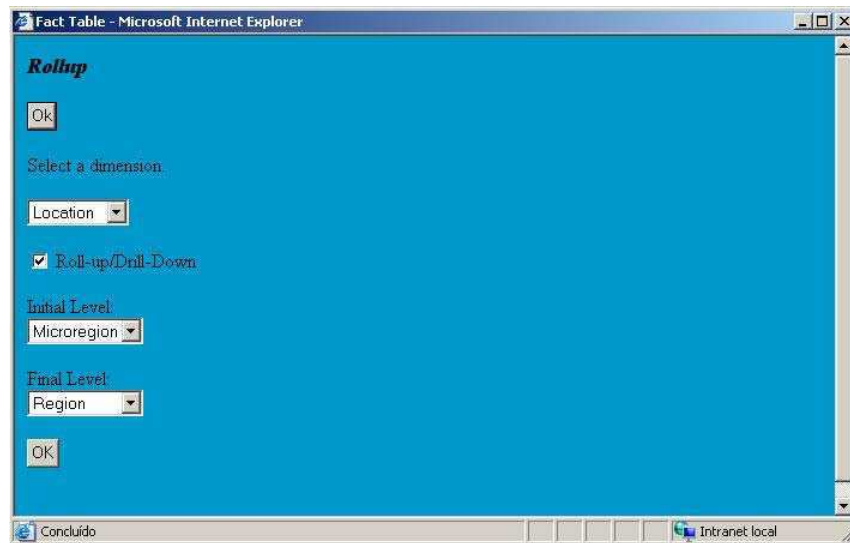 Fact Table - Microsoft Internet Explorer
Rollup
Ok
Select a dimension
Location
Roll-up/Drill-Down
Initial Level:
Microregion
Final Level:
Region
OK
Concluído
Intranet local